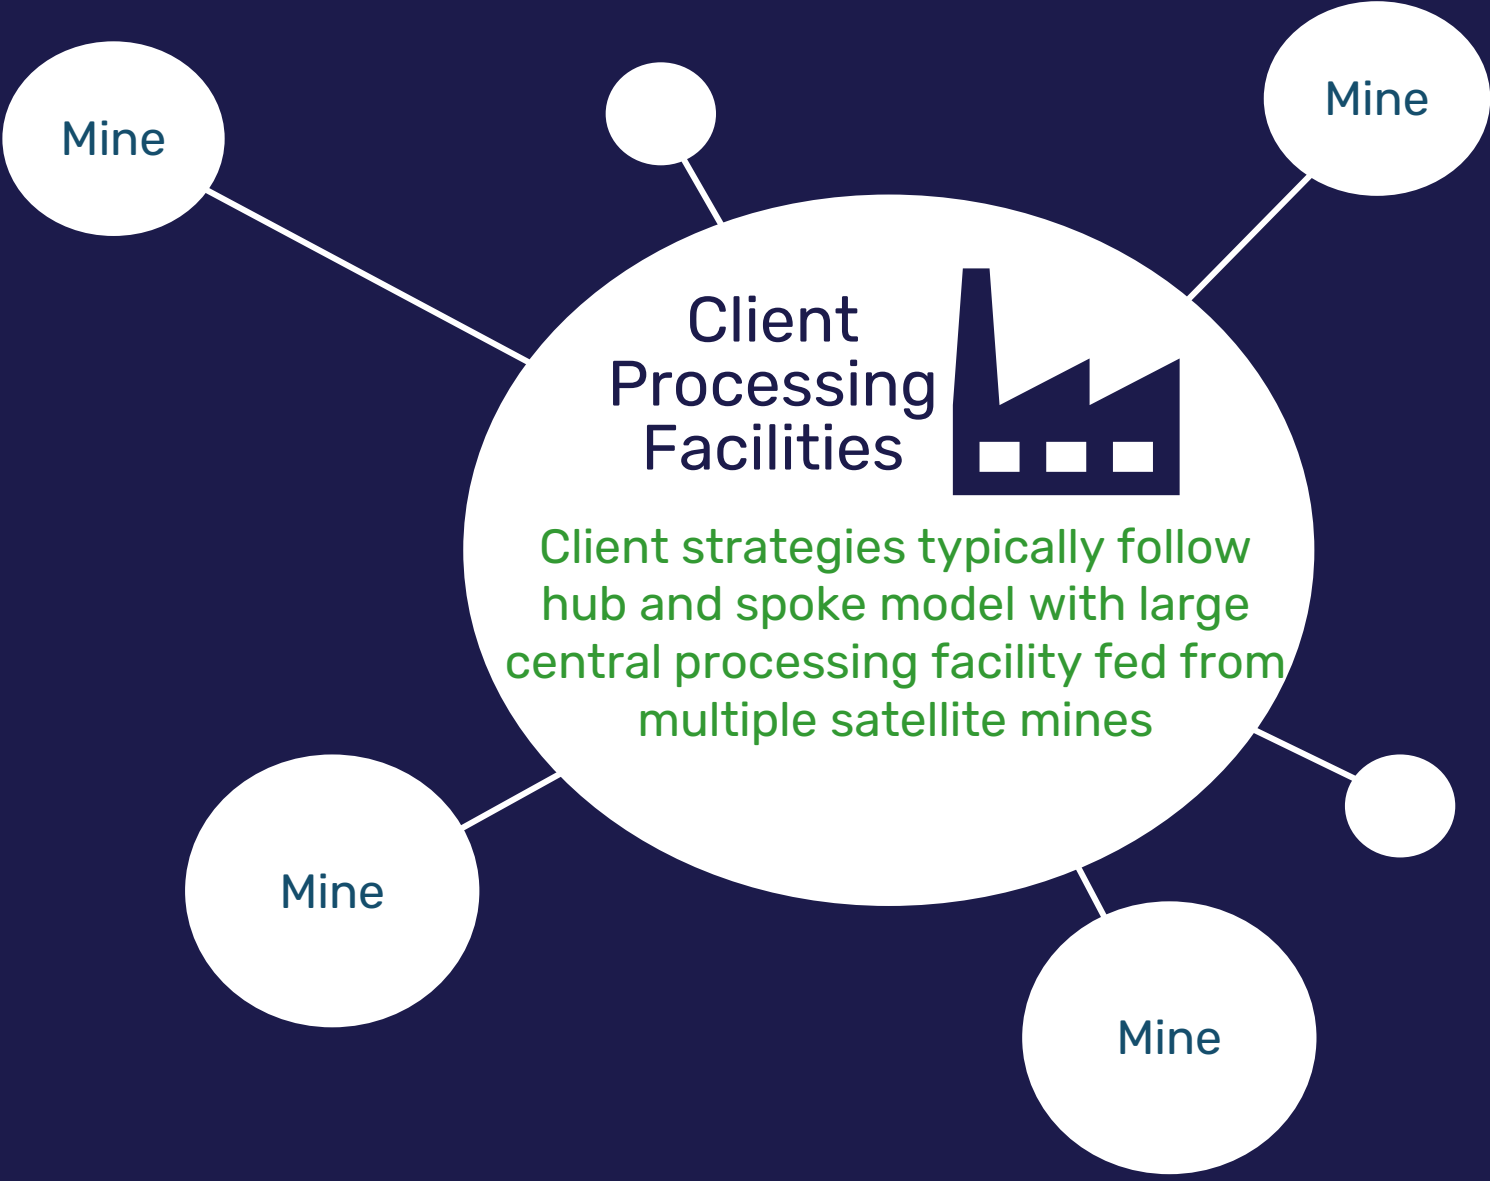 Mine
Mine
Client
Processing
Facilities
Client strategies typically follow
hub and spoke model with large
central processing facility fed from
multiple satellite mines
Mine
Mine